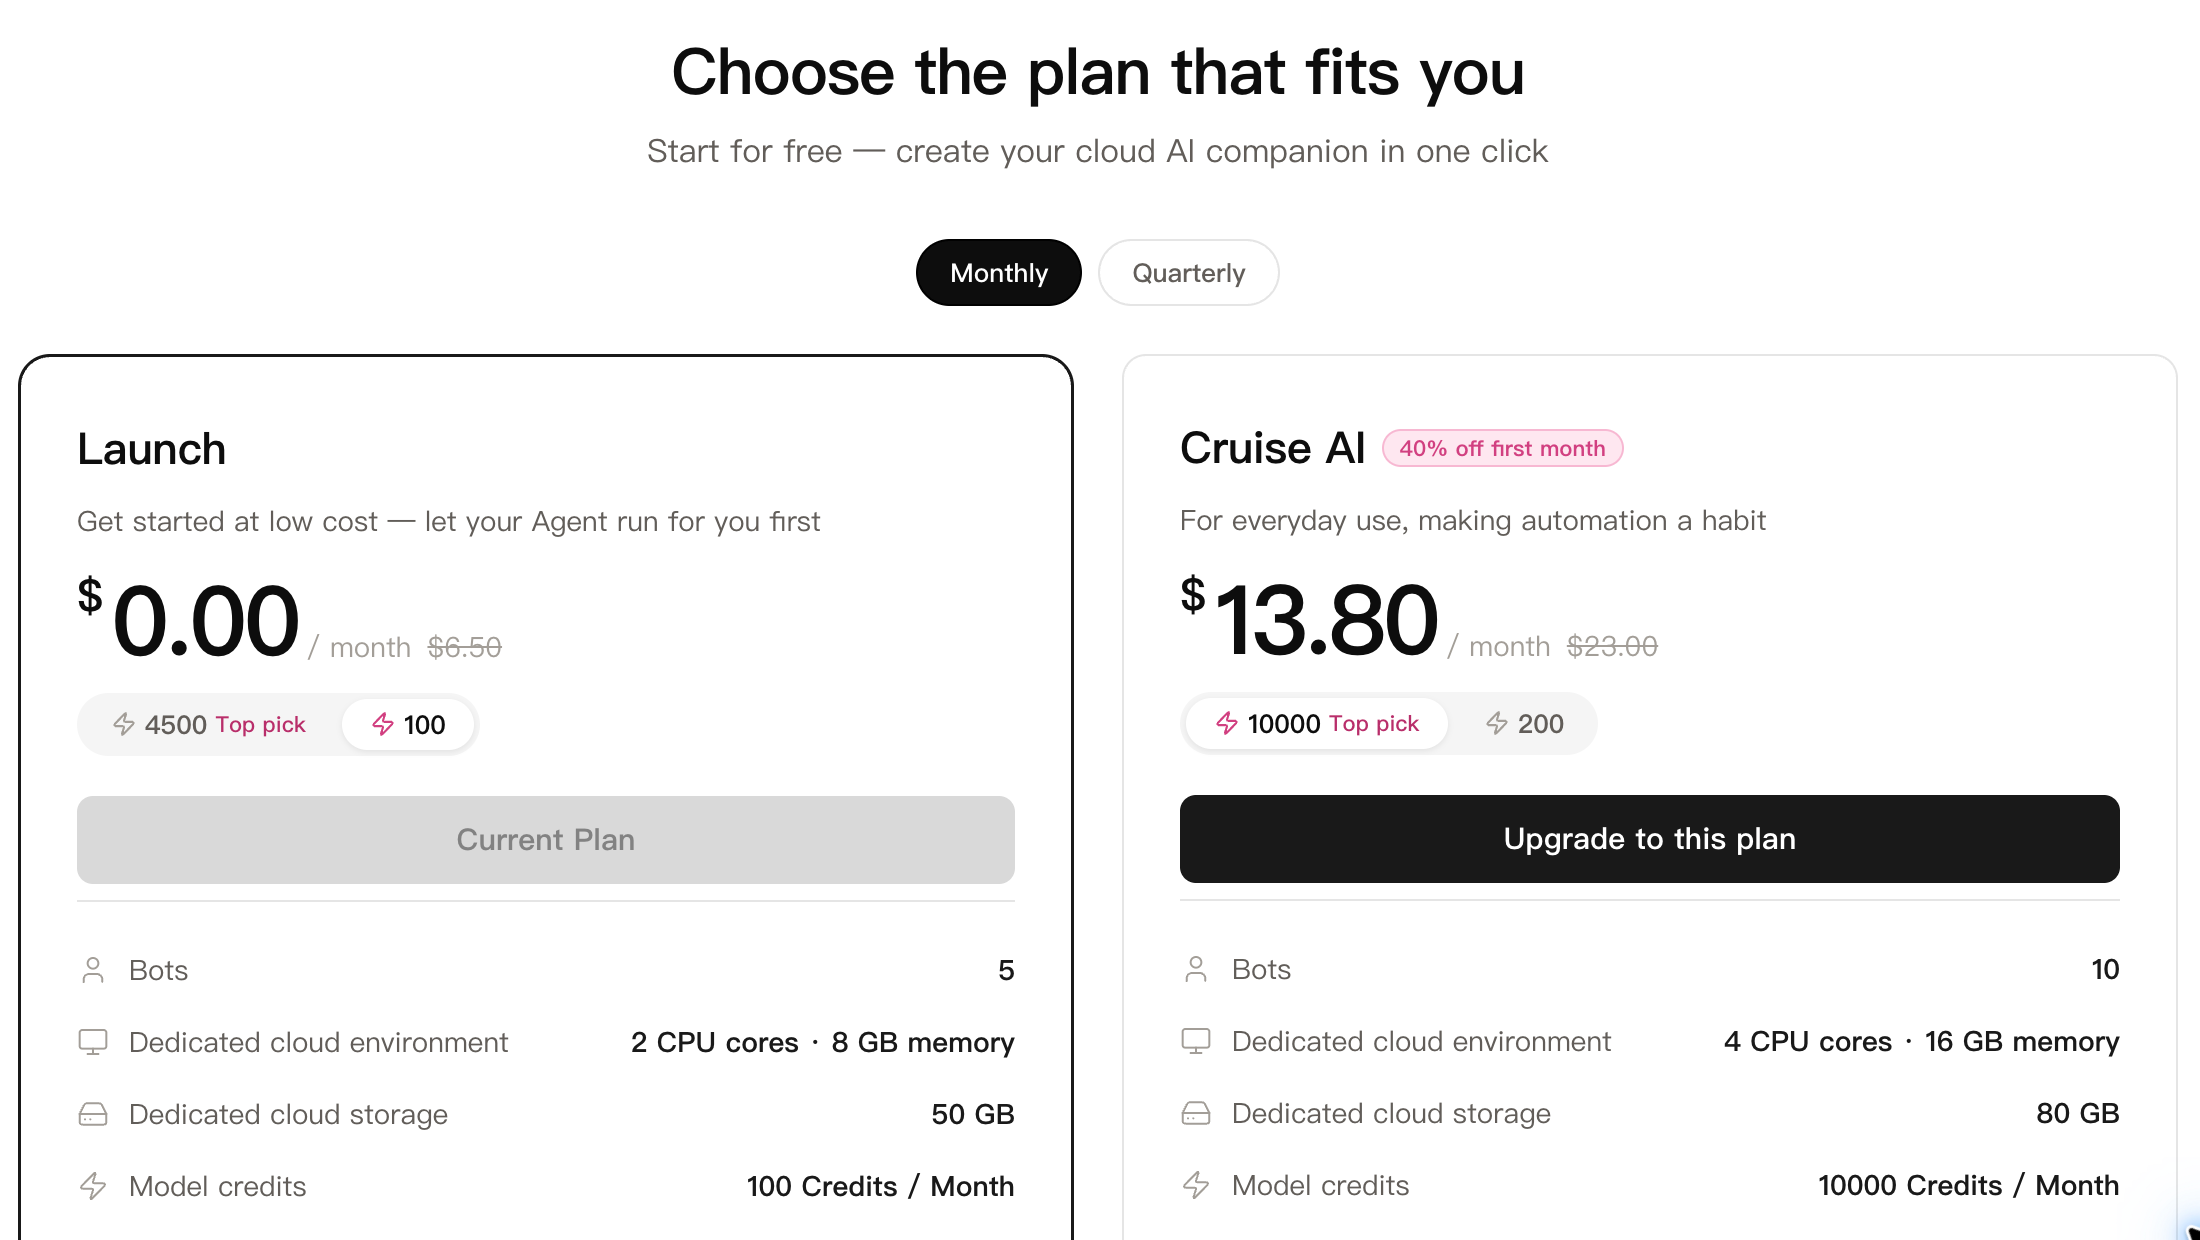 Choose the plan that fits you
Start for free — create your cloud AI companion in one click
Monthly
Quarterly
Launch
Get started at low cost — let your Agent run for you first
$0.00 / month $6.50
4500 Top pick
100
Current Plan
Bots 5
Dedicated cloud environment 2 CPU cores · 8 GB memory
Dedicated cloud storage 50 GB
Model credits 100 Credits / Month
Cruise AI 40% off first month
For everyday use, making automation a habit
$13.80 / month $23.00
10000 Top pick
200
Upgrade to this plan
Bots 10
Dedicated cloud environment 4 CPU cores · 16 GB memory
Dedicated cloud storage 80 GB
Model credits 10000 Credits / Month